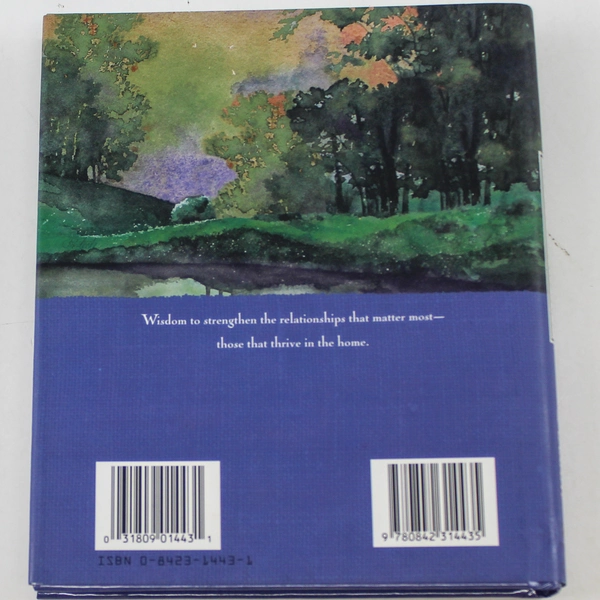 Wisdom to strengthen the relationships that matter most—
those that thrive in the home.
0 31809 01443 1
9 780842 314435
ISBN 0-8423-1443-1